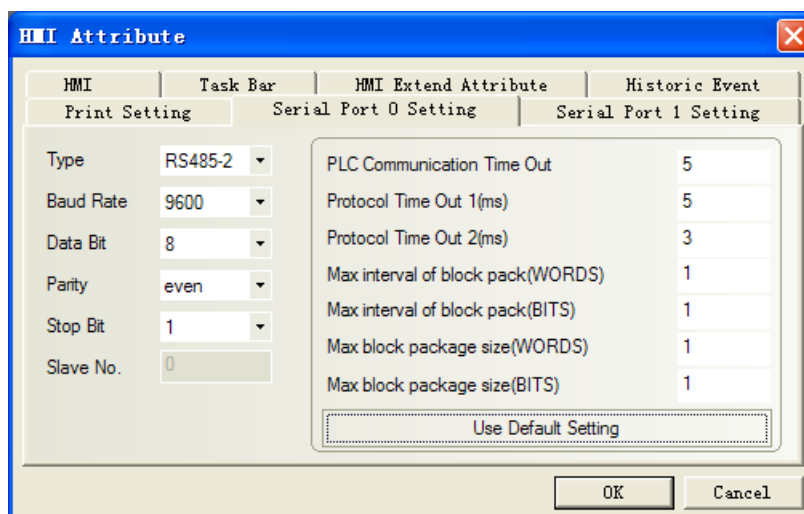 HMI Attribute
HMI Task Bar HMI Extend Attribute Historic Event
Print Setting Serial Port 0 Setting Serial Port 1 Setting
Type RS485-2
Baud Rate 9600
Data Bit 8
Parity even
Stop Bit 1
Slave No. 0
PLC Communication Time Out 5
Protocol Time Out 1(ms) 5
Protocol Time Out 2(ms) 3
Max interval of block pack(WORDS) 1
Max interval of block pack(BITS) 1
Max block package size(WORDS) 1
Max block package size(BITS) 1
Use Default Setting
OK Cancel